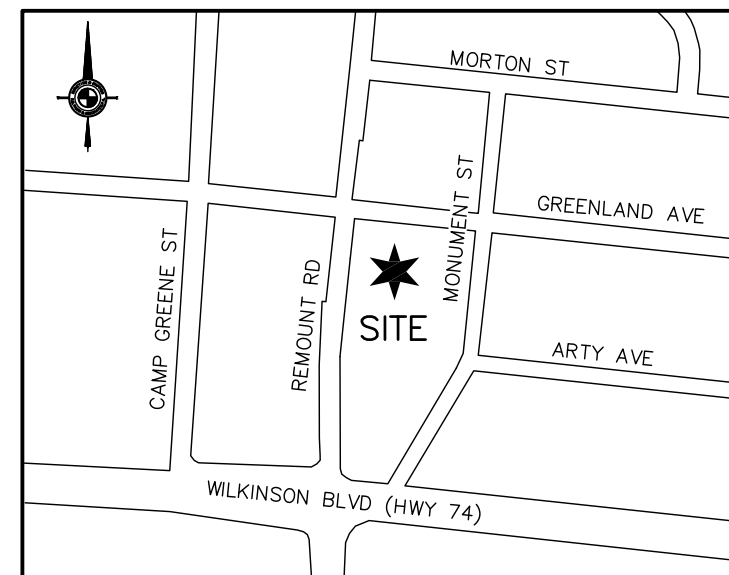 MORTON ST
GREENLAND AVE
MONUMENT ST
CAMP GREENE ST
REMOUNT RD
SITE
ARTY AVE
WILKINSON BLVD (HWY 74)